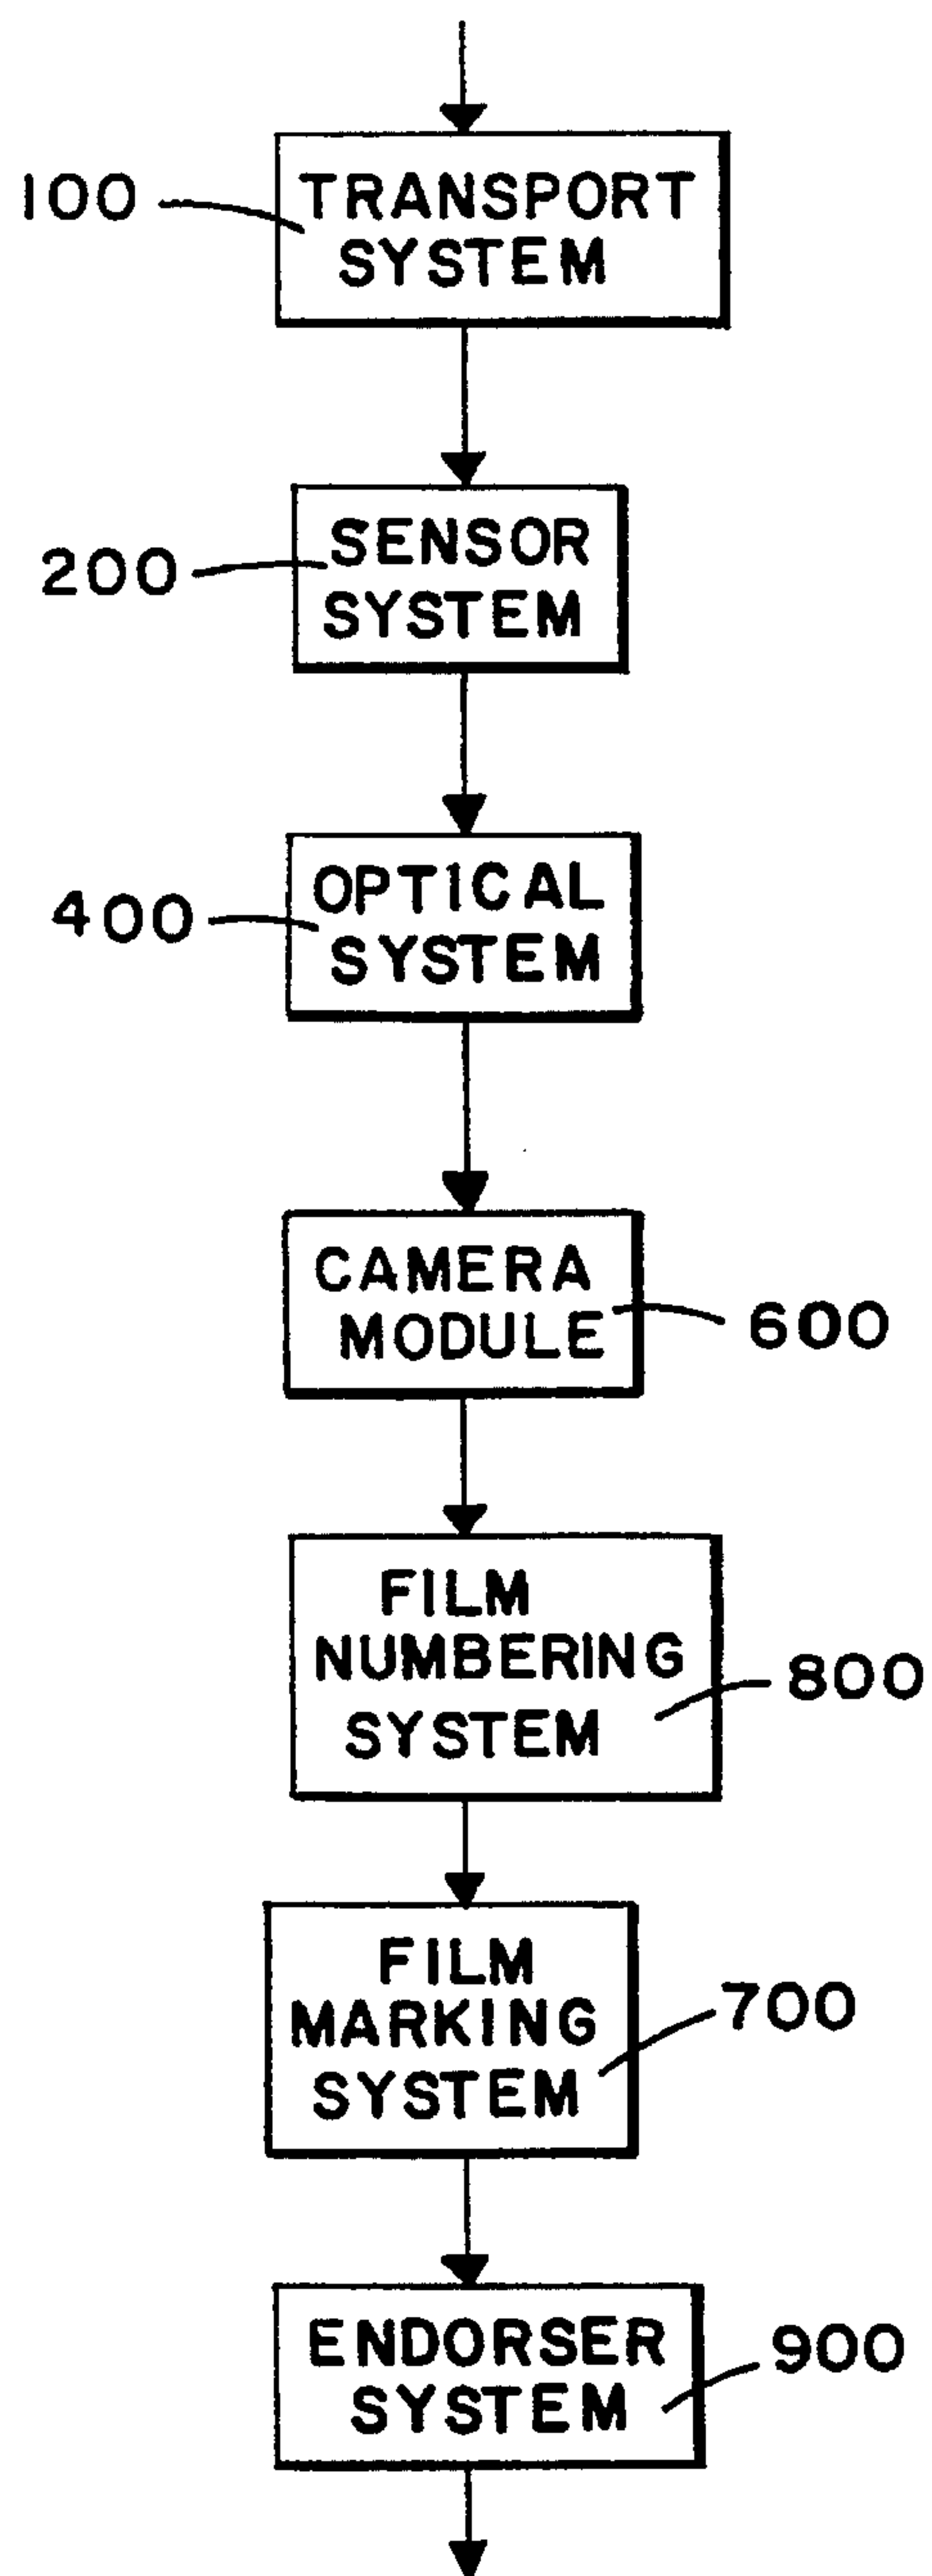 100
TRANSPORT
SYSTEM
200
SENSOR
SYSTEM
400
OPTICAL
SYSTEM
CAMERA
MODULE
600
FILM
NUMBERING
SYSTEM
800
FILM
MARKING
SYSTEM
700
ENDORSER
SYSTEM
900